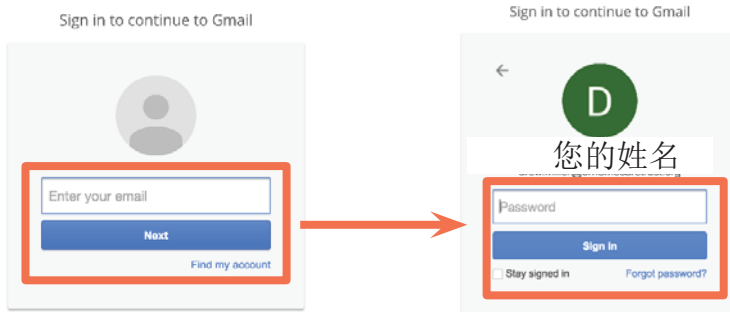 Sign in to continue to Gmail
Enter your email
Next
Find my account
Sign in to continue to Gmail
D
您的姓名
Password
Sign in
Stay signed in Forgot password?